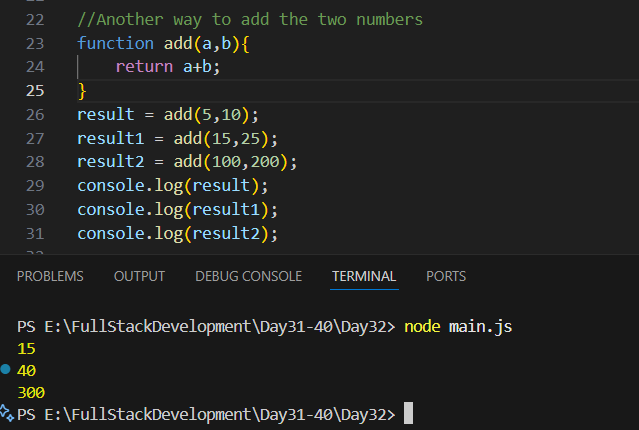 22 //Another way to add the two numbers
23 function add(a,b){
24     return a+b;
25 }
26 result = add(5,10);
27 result1 = add(15,25);
28 result2 = add(100,200);
29 console.log(result);
30 console.log(result1);
31 console.log(result2);
PROBLEMS OUTPUT DEBUG CONSOLE TERMINAL PORTS
PS E:\FullStackDevelopment\Day31-40\Day32> node main.js
15
40
300
PS E:\FullStackDevelopment\Day31-40\Day32>